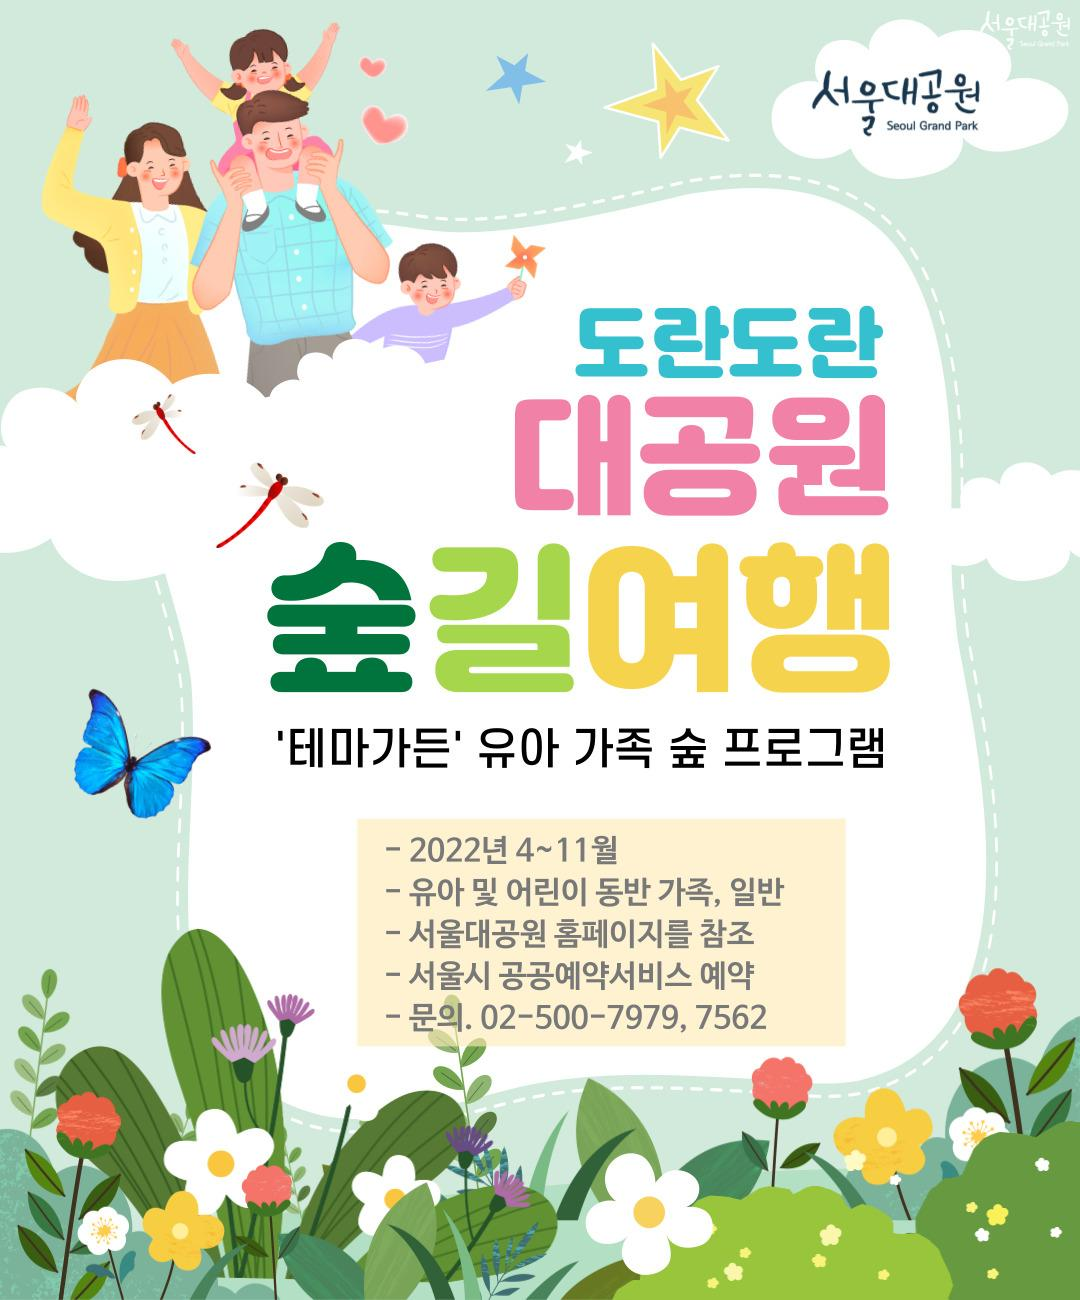 서울대공원
Seoul Grand Park
서울대공원
Seoul Grand Park
도란도란
대공원
숲길여행
'테마가든' 유아 가족 숲 프로그램
- 2022년 4~11월
- 유아 및 어린이 동반 가족, 일반
- 서울대공원 홈페이지를 참조
- 서울시 공공예약서비스 예약
- 문의. 02-500-7979, 7562